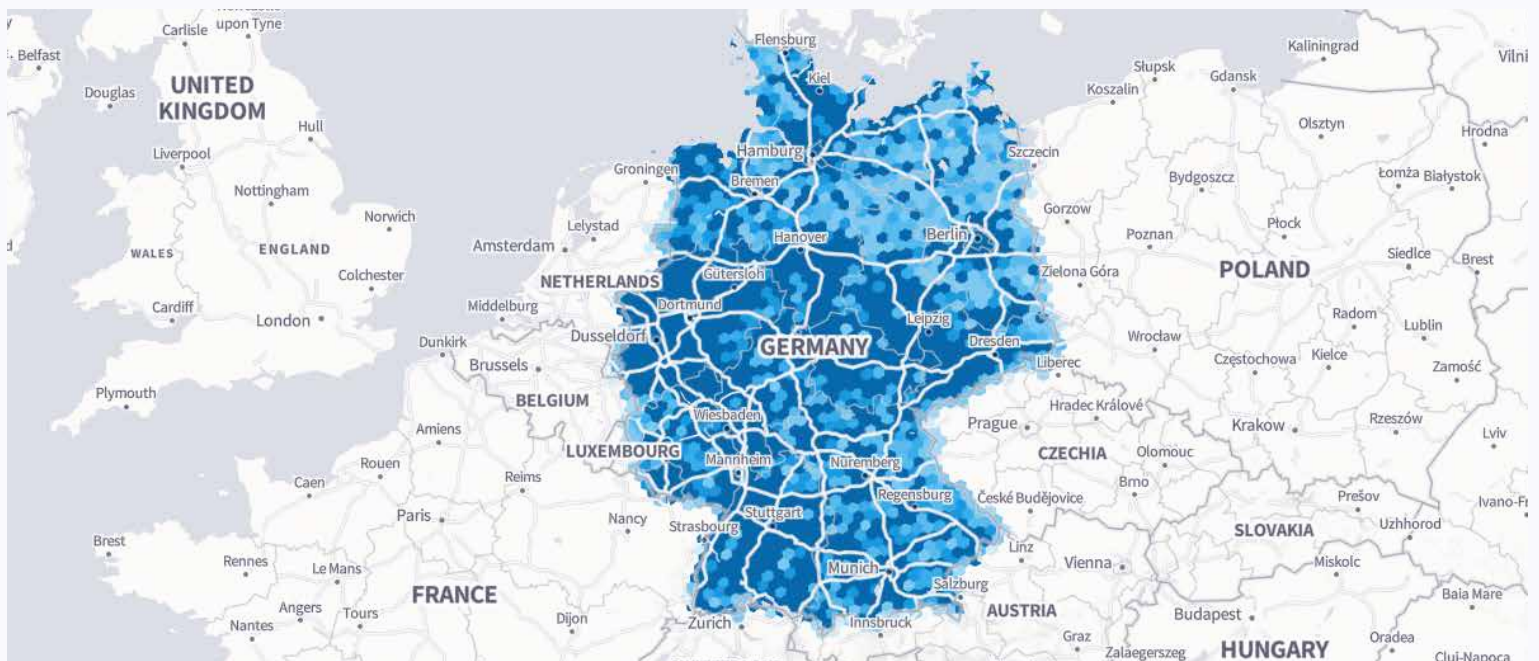 upon Tyne
Carlisle
Flensburg
Kaliningrad
Belfast
Kiel
Słupsk
Gdansk
Koszalin
Douglas
UNITED
KINGDOM
Hull
Olsztyn
Hrodna
Liverpool
Hamburg
Szczecin
Groningen
Bremen
Bydgoszcz
Łomża
Białystok
Nottingham
Norwich
Lelystad
Gorzow
Płock
WALES
ENGLAND
Amsterdam
Hanover
Berlin
Poznan
Siedlce
Brest
Colchester
NETHERLANDS
Gütersloh
Zielona Góra
POLAND
Cardiff
London
Middelburg
Dortmund
Leipzig
Radom
Lublin
Dunkirk
Dusseldorf
GERMANY
Dresden
Wrocław
Brussels
Liberec
Częstochowa
Kielce
Zamość
Plymouth
BELGIUM
Wiesbaden
Hradec Králové
Prague
Rzeszów
Amiens
Krakow
Lviv
LUXEMBOURG
Mannheim
Nuremberg
CZECHIA
Olomouc
Rouen
Reims
Caen
Regensburg
České Budějovice
Brno
Prešov
Ivano-F
Paris
Nancy
Strasbourg
Stuttgart
SLOVAKIA
Uzhhorod
Brest
Linz
Vienna
Rennes
Le Mans
Munich
Miskolc
Salzburg
FRANCE
Baia Mare
Angers
Tours
AUSTRIA
Budapest
Nantes
Dijon
Zurich
Innsbruck
Graz
HUNGARY
Oradea
Zalaegerszeg
Cluj-Napoca